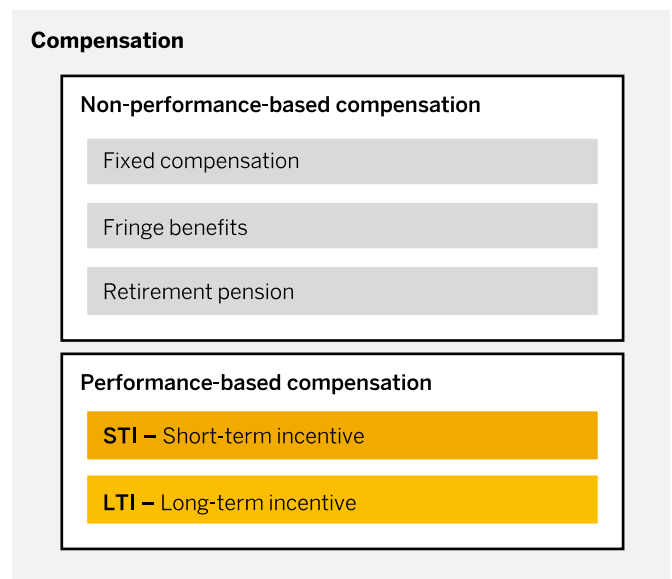 Compensation
Non-performance-based compensation
Fixed compensation
Fringe benefits
Retirement pension
Performance-based compensation
STI – Short-term incentive
LTI – Long-term incentive